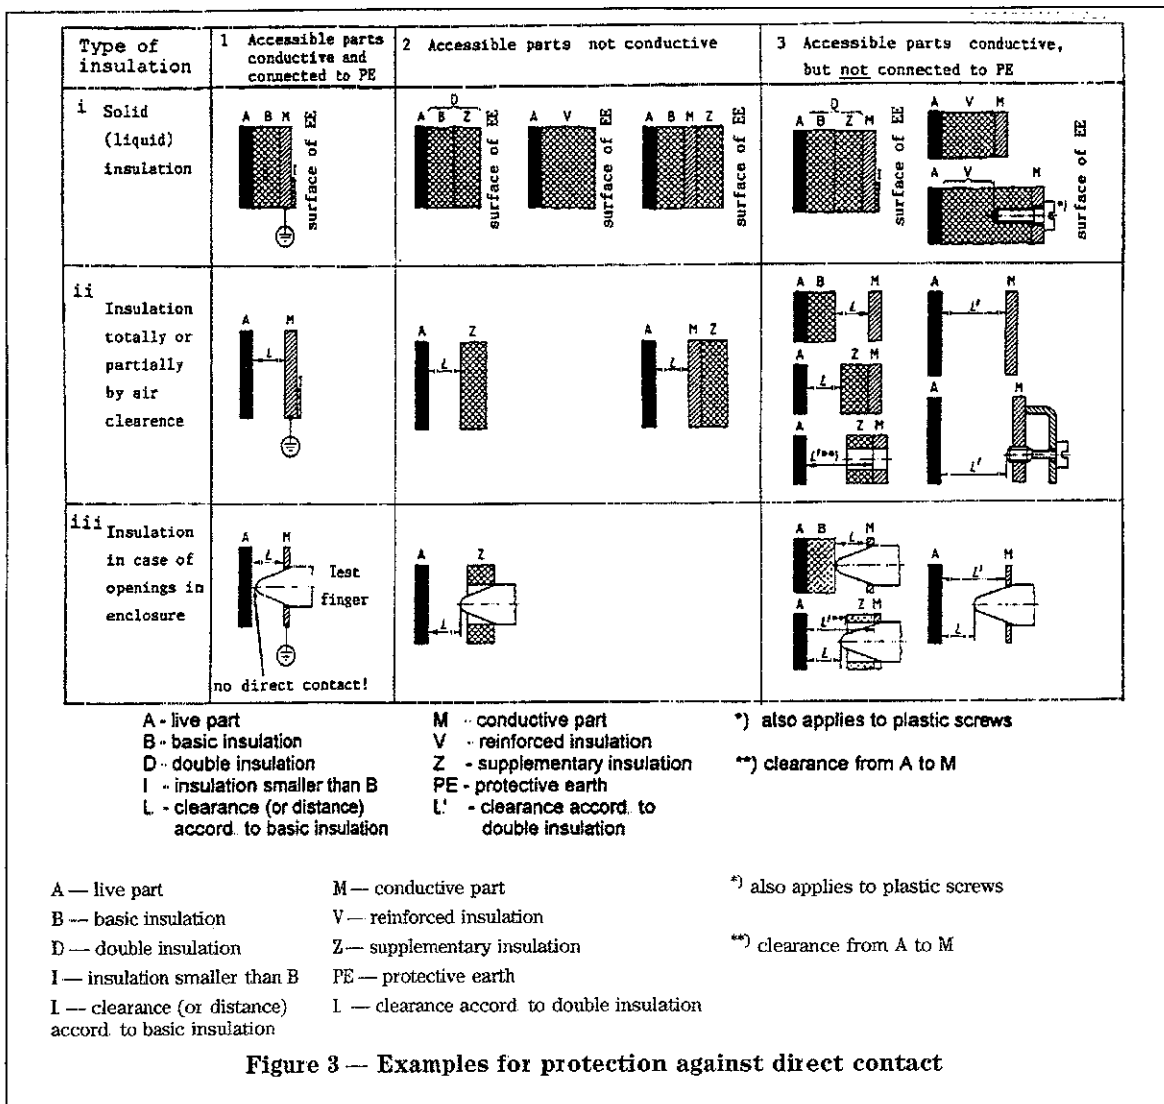 Type of
insulation
1 Accessible parts
conductive and
connected to PE
2 Accessible parts not conductive
3 Accessible parts conductive,
but not connected to PE
i Solid
(liquid)
insulation
A B M
surface of EE
D
A B Z
surface of EE
A V
surface of EE
A B M Z
surface of EE
D
A B Z M
surface of EE
A V M
A V M
*)
surface of EE
ii
Insulation
totally or
partially
by air
clearence
A M
L
A Z
L
A M Z
L
A B M
L
A M
L'
A Z M
L
A Z M
L'**)
A M
L'
iii Insulation
in case of
openings in
enclosure
A M
L
Test
finger
no direct contact!
A Z
L
A B M
L
A Z M
L'**)
L
A M
L'
L
A - live part
B - basic insulation
D - double insulation
I - insulation smaller than B
L - clearance (or distance)
accord. to basic insulation
M - conductive part
V - reinforced insulation
Z - supplementary insulation
PE - protective earth
L' - clearance accord. to
double insulation
*) also applies to plastic screws
**) clearance from A to M
A — live part
B — basic insulation
D — double insulation
I — insulation smaller than B
L — clearance (or distance)
accord. to basic insulation
M — conductive part
V — reinforced insulation
Z — supplementary insulation
PE — protective earth
L — clearance accord. to double insulation
*) also applies to plastic screws
**) clearance from A to M
Figure 3 — Examples for protection against direct contact